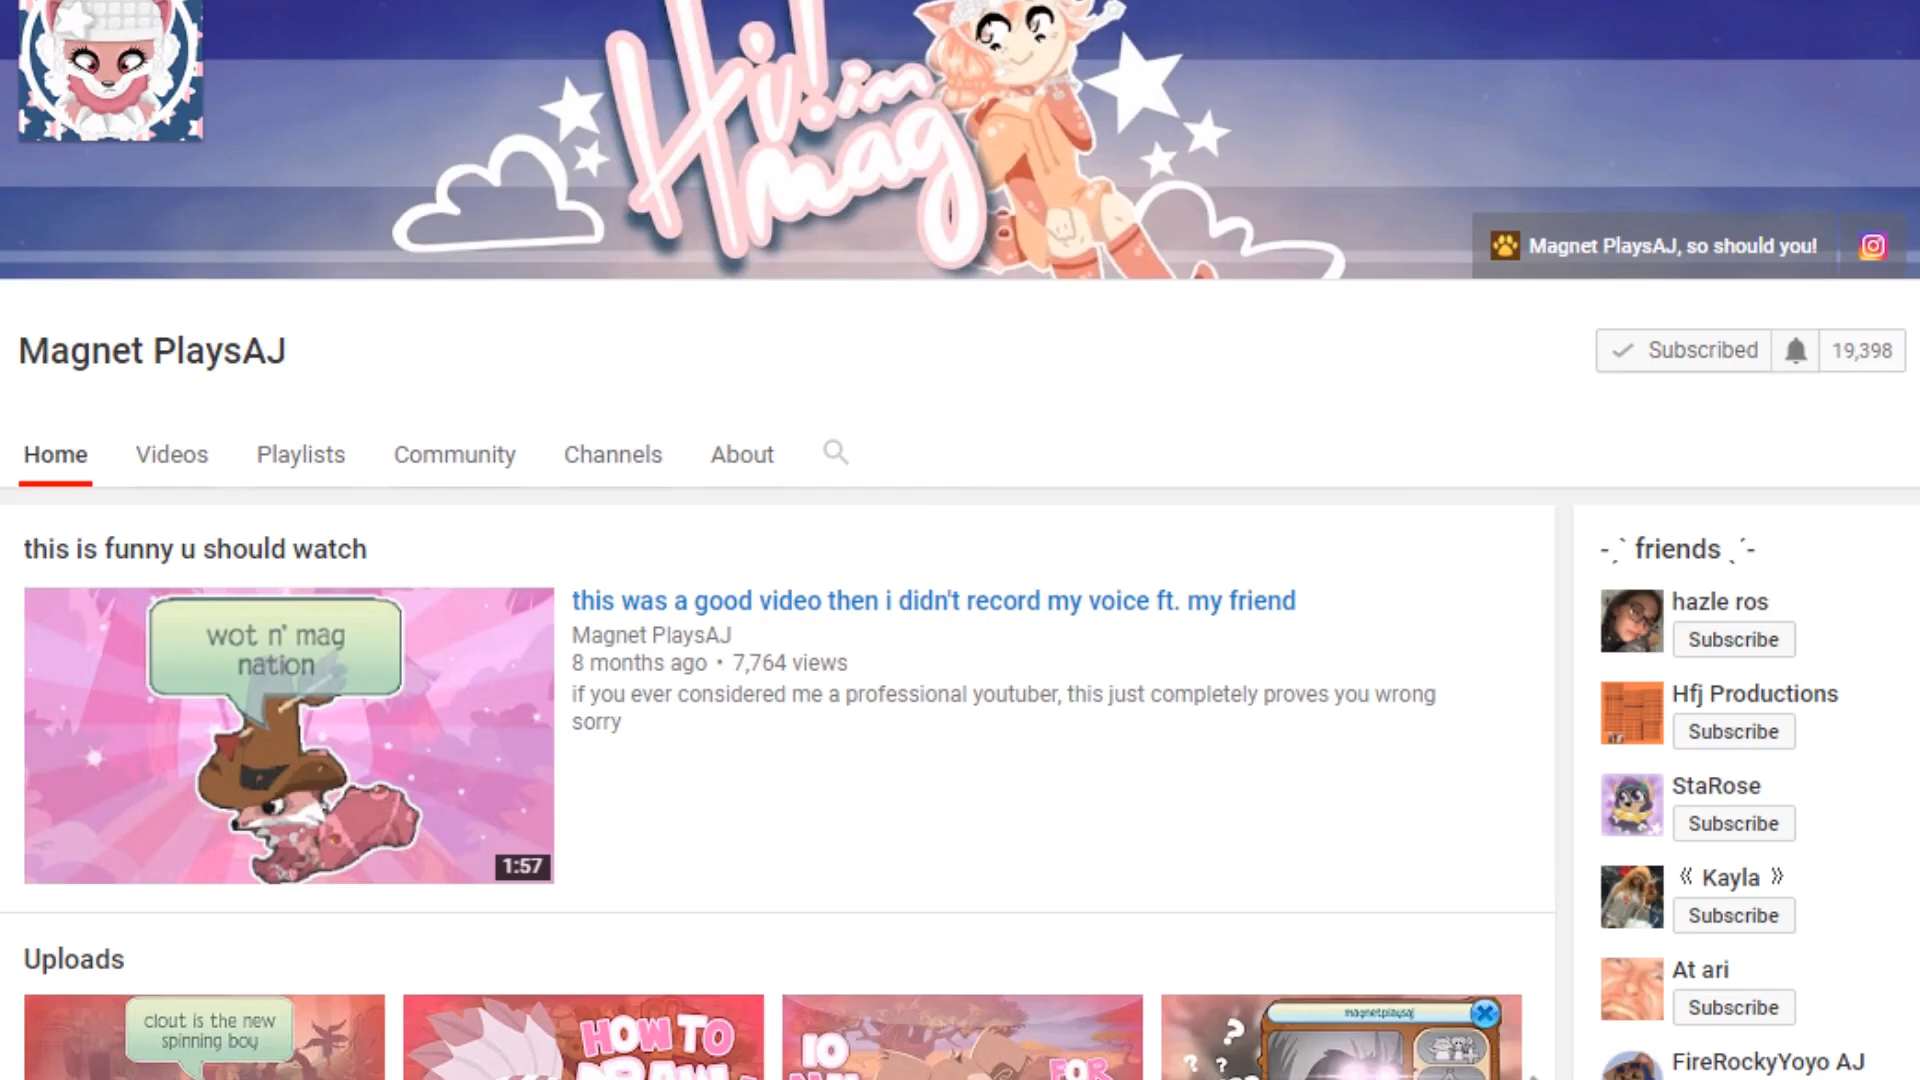 Hi! im
mag
Magnet PlaysAJ, so should you!
Magnet PlaysAJ
Subscribed
19,398
Home
Videos
Playlists
Community
Channels
About
this is funny u should watch
wot n' mag
nation
1:57
this was a good video then i didn't record my voice ft. my friend
Magnet PlaysAJ
8 months ago • 7,764 views
if you ever considered me a professional youtuber, this just completely proves you wrong
sorry
-ˏˋ friends ˎˊ-
hazle ros
Subscribe
Hfj Productions
Subscribe
StaRose
Subscribe
⟪ Kayla ⟫
Subscribe
At ari
Subscribe
FireRockyYoyo AJ
Uploads
clout is the new
spinning boy
HOW TO
DRAW
10
FOR
magnetplaysaj
???